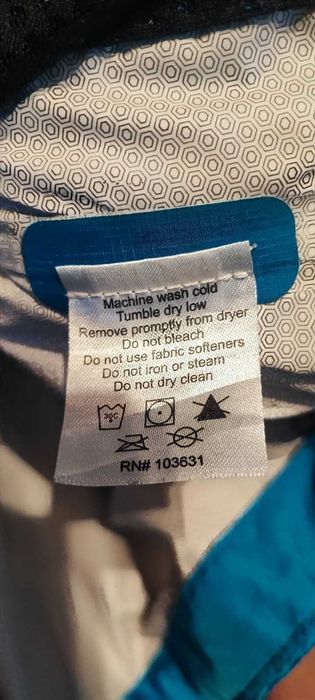 Machine wash cold
Tumble dry low
Remove promptly from dryer
Do not bleach
Do not use fabric softeners
Do not iron or steam
Do not dry clean
30C
RN# 103631